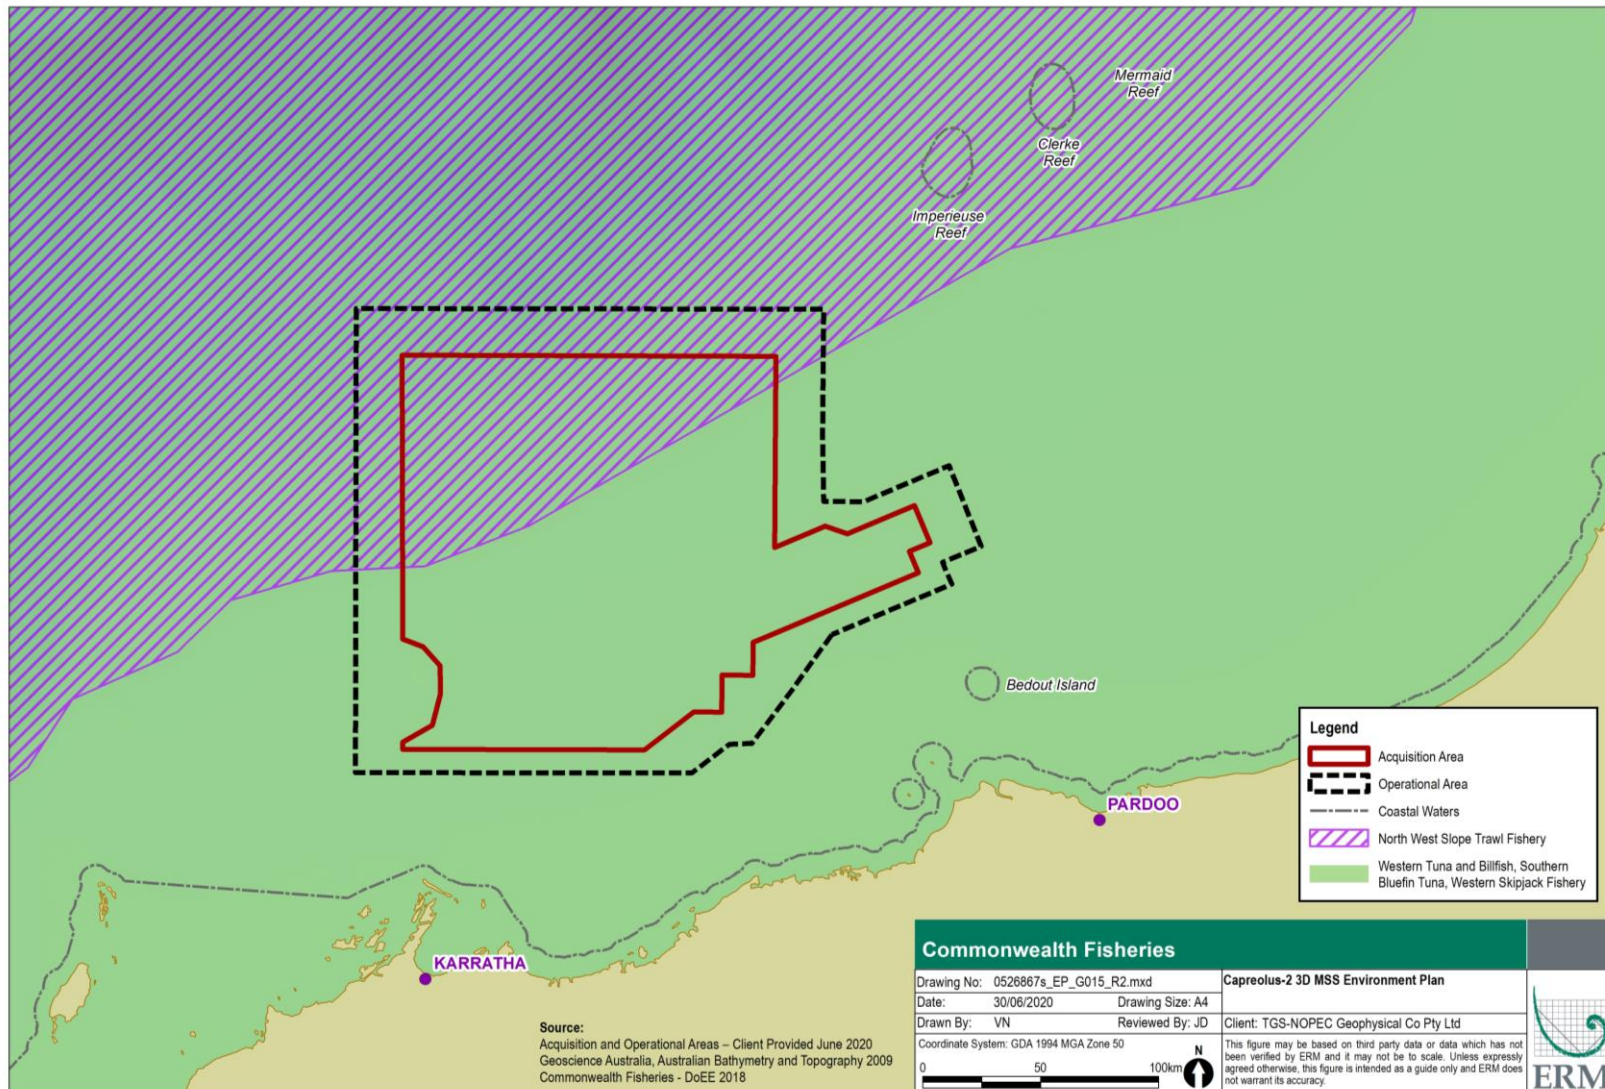 Mermaid
Reef
Clerke
Reef
Imperieuse
Reef
Bedout Island
PARDOO
KARRATHA
Legend
Acquisition Area
Operational Area
Coastal Waters
North West Slope Trawl Fishery
Western Tuna and Billfish, Southern
Bluefin Tuna, Western Skipjack Fishery
Source:
Acquisition and Operational Areas – Client Provided June 2020
Geoscience Australia, Australian Bathymetry and Topography 2009
Commonwealth Fisheries - DoEE 2018
Commonwealth Fisheries
Drawing No: 0526867s_EP_G015_R2.mxd
Date: 30/06/2020 Drawing Size: A4
Drawn By: VN Reviewed By: JD
Coordinate System: GDA 1994 MGA Zone 50
0 50 100km
N
Capreolus-2 3D MSS Environment Plan
Client: TGS-NOPEC Geophysical Co Pty Ltd
This figure may be based on third party data or data which has not
been verified by ERM and it may not be to scale. Unless expressly
agreed otherwise, this figure is intended as a guide only and ERM does
not warrant its accuracy.
ERM